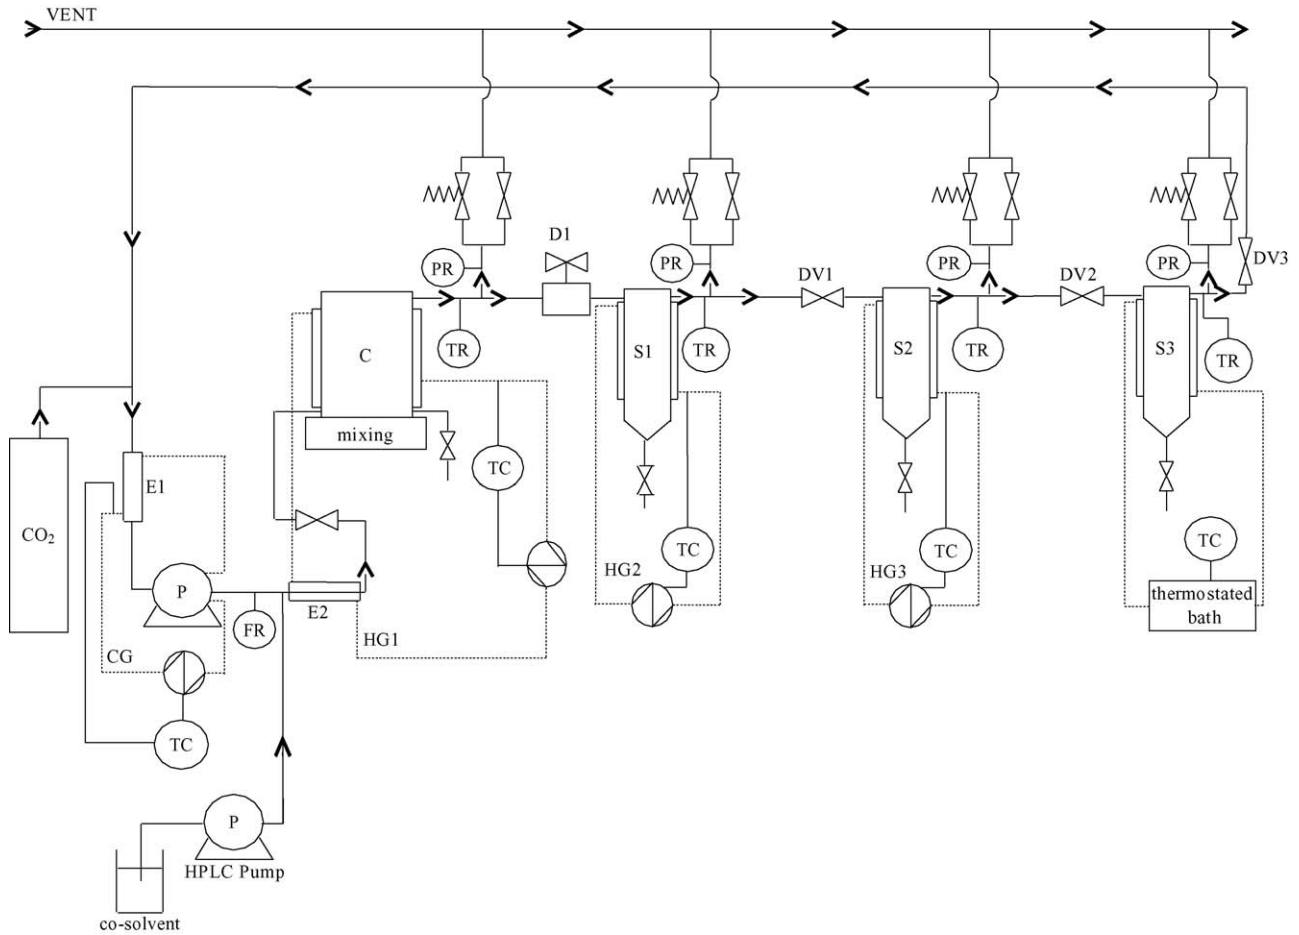 VENT
D1
PR
PR
PR
PR
DV1
DV2
DV3
C
TR
S1
TR
S2
TR
S3
TR
mixing
TC
E1
CO2
TC
TC
TC
HG2
HG3
P
E2
thermostated
bath
FR
HG1
CG
TC
P
HPLC Pump
co-solvent